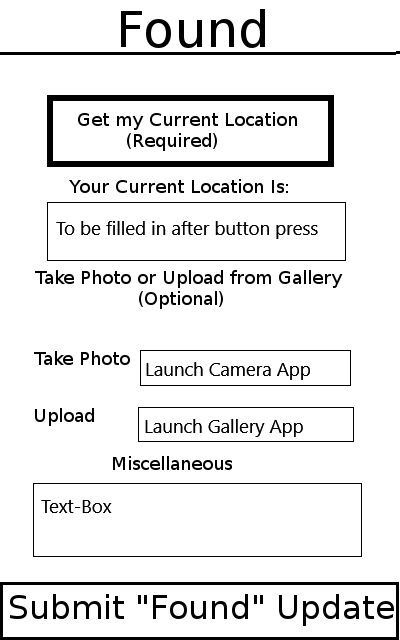 Found
Get my Current Location
(Required)
Your Current Location Is:
To be filled in after button press
Take Photo or Upload from Gallery
(Optional)
Take Photo
Launch Camera App
Upload
Launch Gallery App
Miscellaneous
Text-Box
Submit "Found" Update